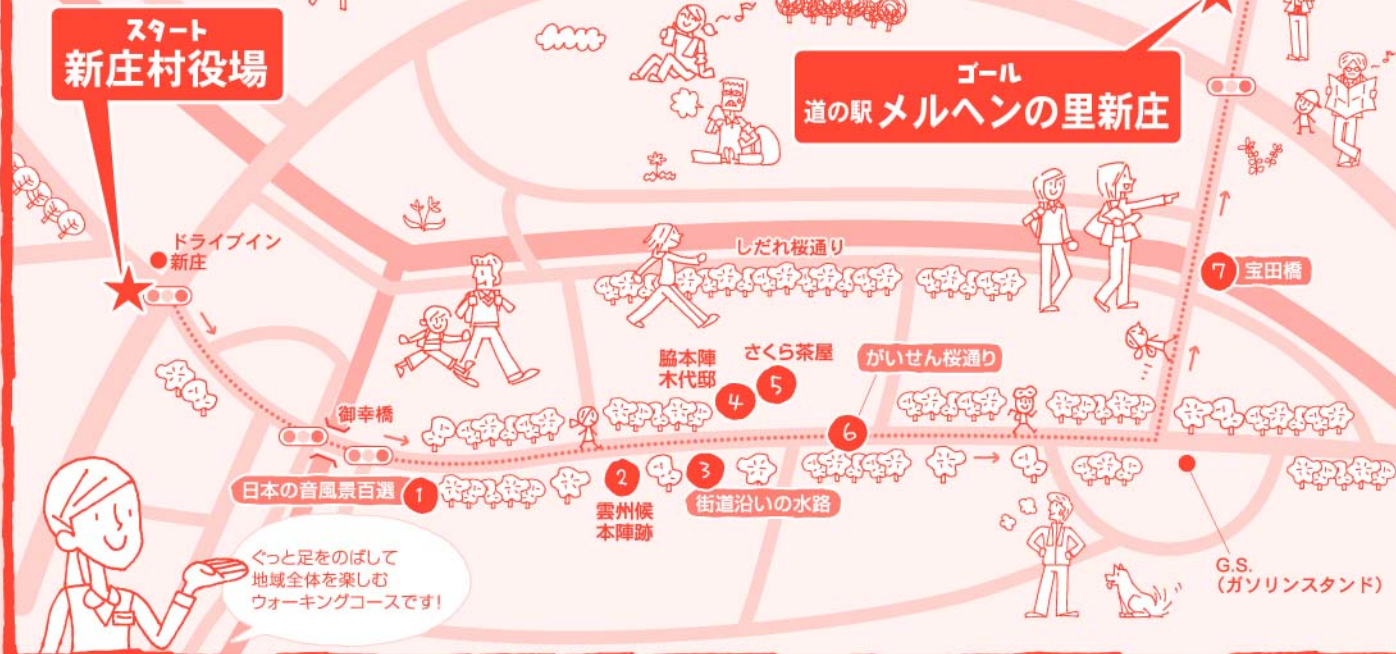 スタート
新庄村役場
ゴール
道の駅 メルヘンの里新庄
ドライブイン
新庄
しだれ桜通り
7 宝田橋
脇本陣
木代邸
4
さくら茶屋
5
がいせん桜通り
6
御幸橋
日本の音風景百選 1
2
雲州候
本陣跡
3
街道沿いの水路
G.S.
(ガソリンスタンド)
ぐっと足をのばして
地域全体を楽しむ
ウォーキングコースです!